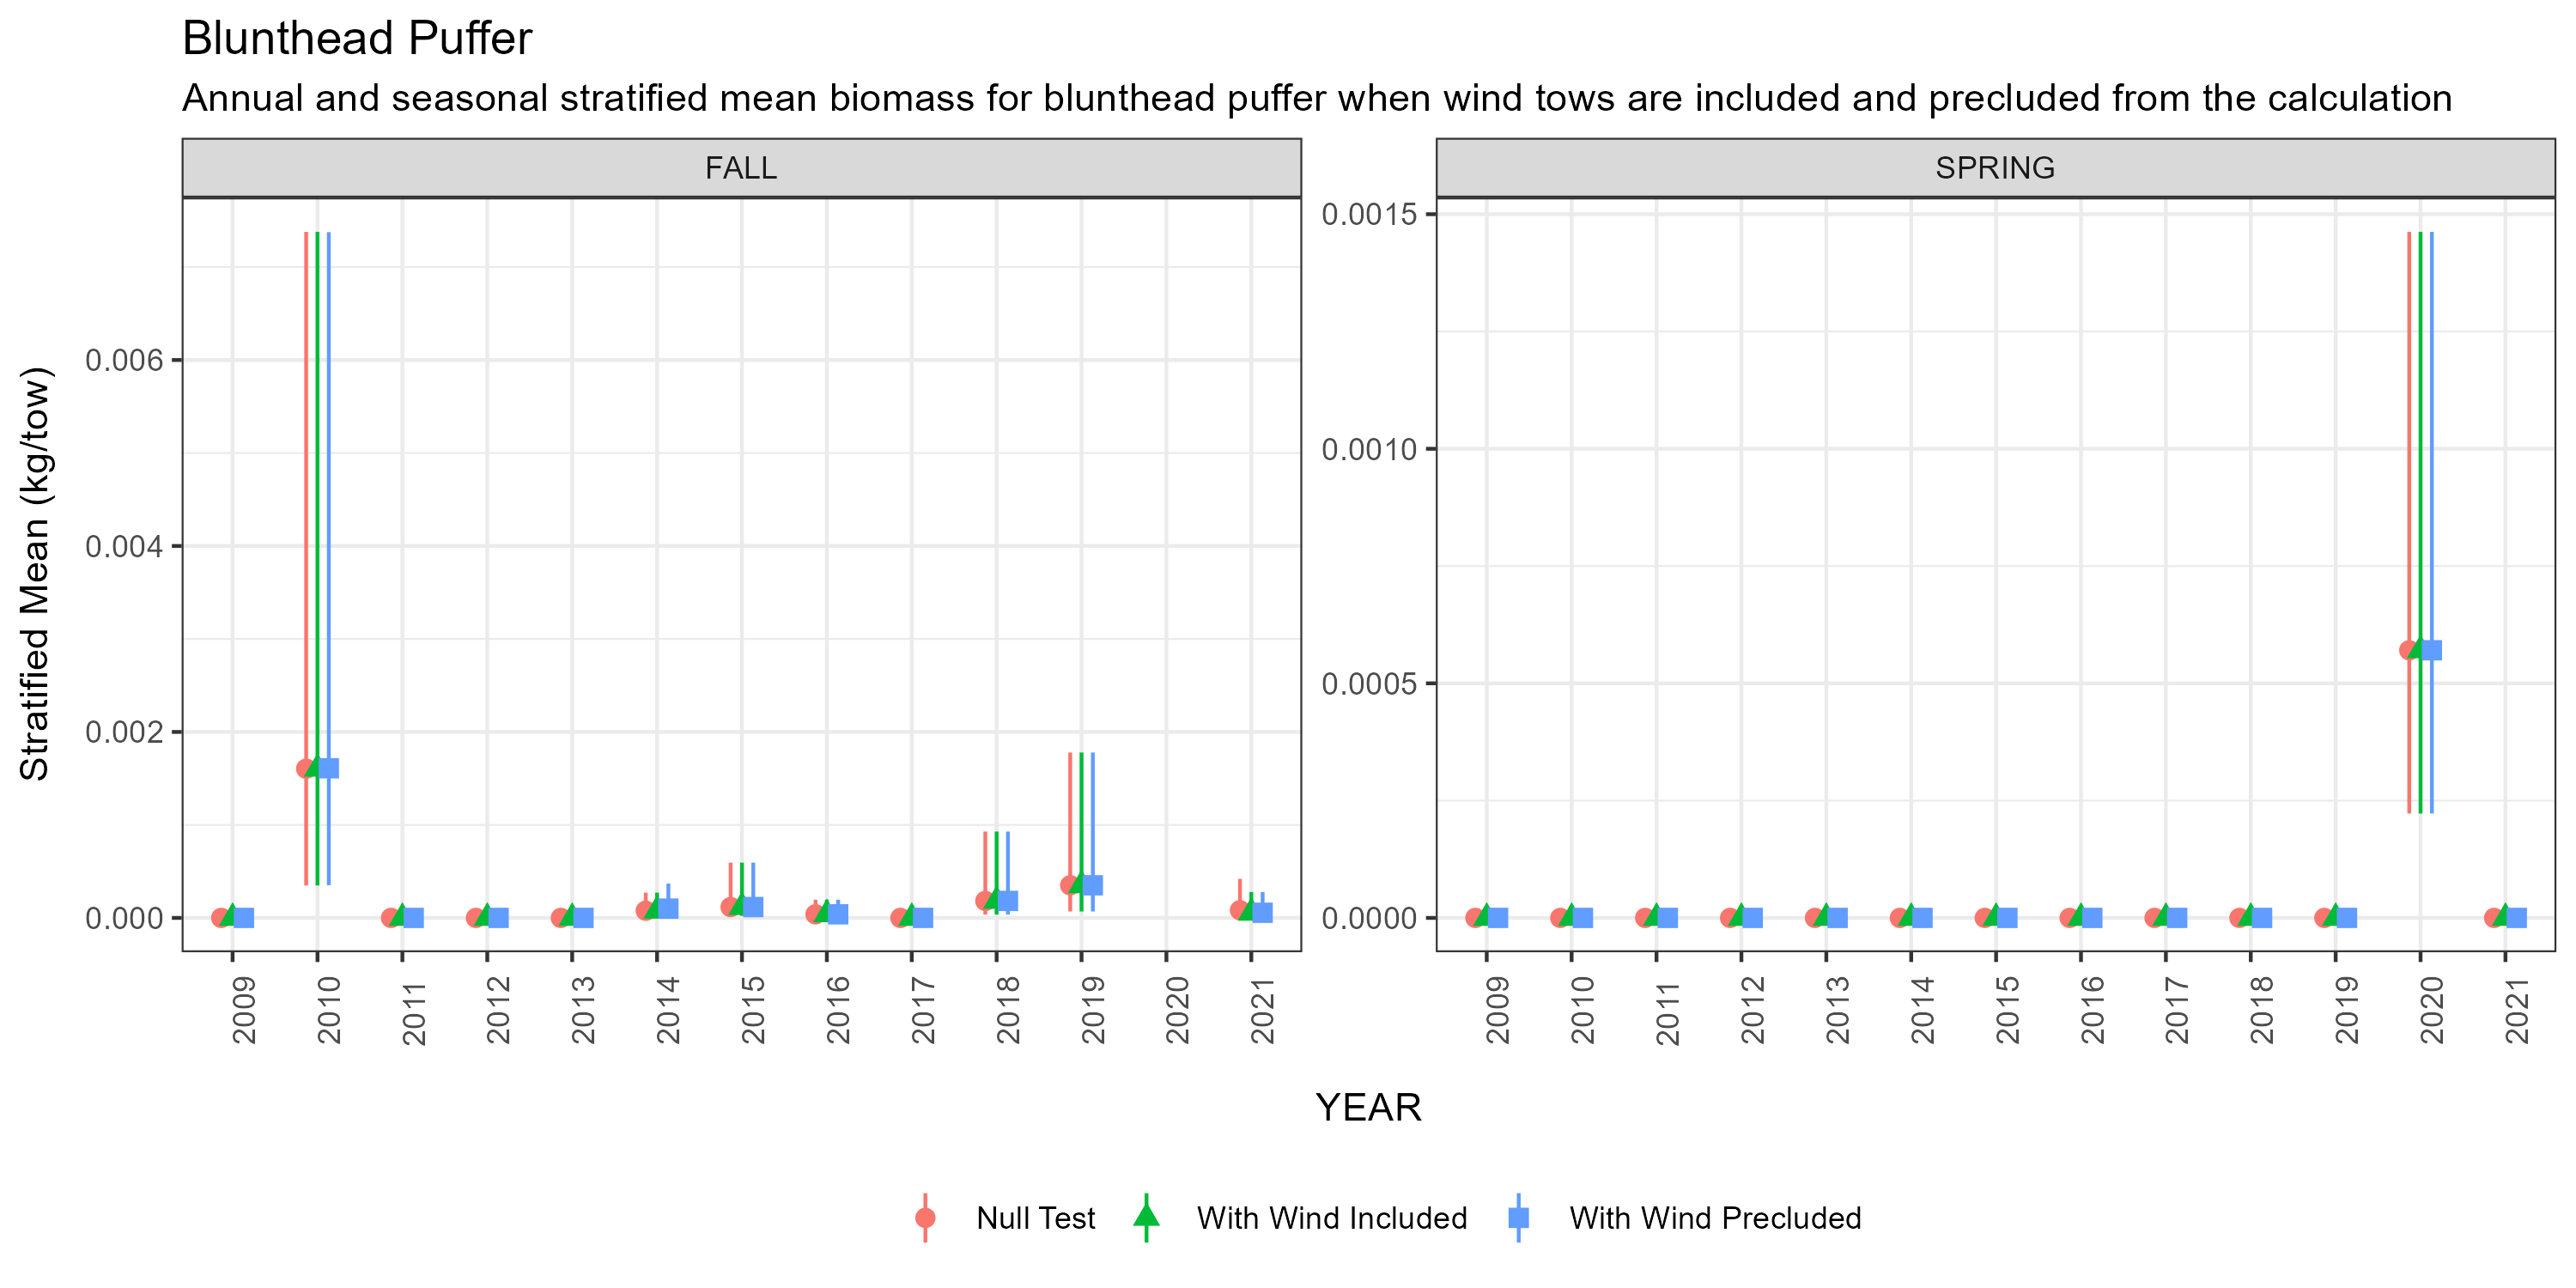 Blunthead Puffer
Annual and seasonal stratified mean biomass for blunthead puffer when wind tows are included and precluded from the calculation
FALL
SPRING
Stratified Mean (kg/tow)
0.006
0.004
0.002
0.000
0.0015
0.0010
0.0005
0.0000
2009 2010 2011 2012 2013 2014 2015 2016 2017 2018 2019 2020 2021
2009 2010 2011 2012 2013 2014 2015 2016 2017 2018 2019 2020 2021
YEAR
Null Test With Wind Included With Wind Precluded